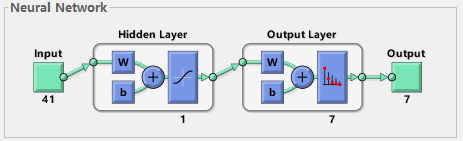 Neural Network
Hidden Layer
Output Layer
Input
Output
W
W
b
b
41
1
7
7